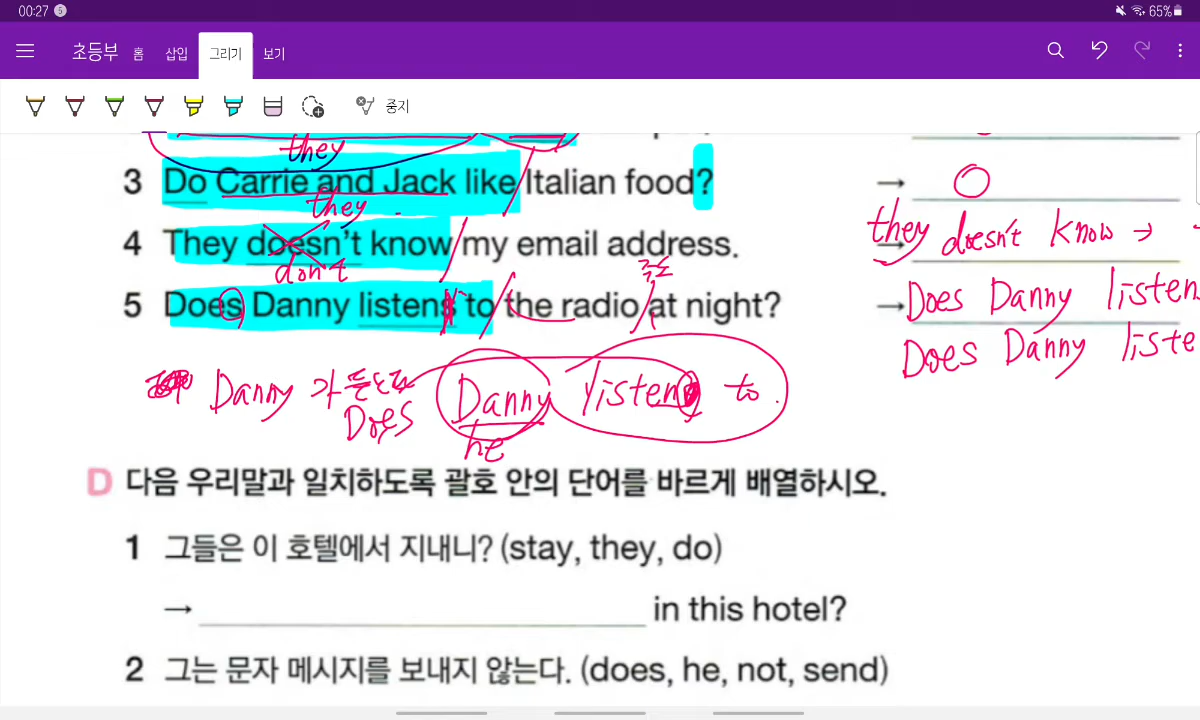 00:27 5 65%
초등부 홈 삽입 그리기 보기
중지
they
3 Do Carrie and Jack like Italian food? → O
they
4 They doesn't know my email address. → they doesn't know →
don't
5 Does Danny listens to the radio at night? → Does Danny listens
Does Danny liste
Danny 가 듣는다 Danny listens to.
Does he
D 다음 우리말과 일치하도록 괄호 안의 단어를 바르게 배열하시오.
1 그들은 이 호텔에서 지내니? (stay, they, do)
→ in this hotel?
2 그는 문자 메시지를 보내지 않는다. (does, he, not, send)